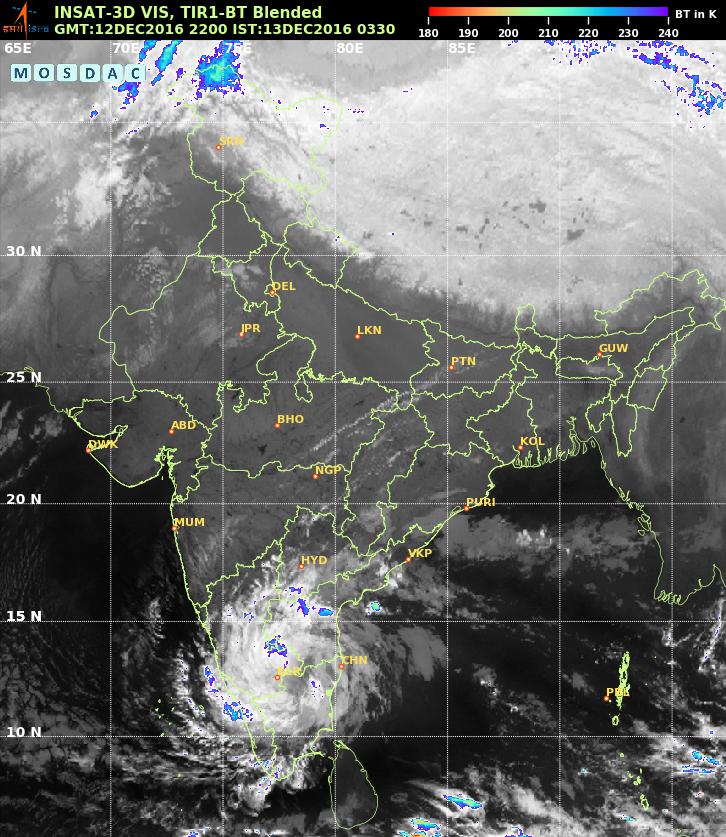 INSAT-3D VIS, TIR1-BT Blended
GMT:12DEC2016 2200 IST:13DEC2016 0330
BT in K
180 190 200 210 220 230 240
65E 70E 75E 80E 85E
MOSDAC
SRN
30 N
DEL
JPR
LKN
GUW
PTN
25 N
ABD
BHO
DWK
KOL
NGP
20 N
PURI
MUM
VKP
HYD
15 N
CHN
PBL
10 N